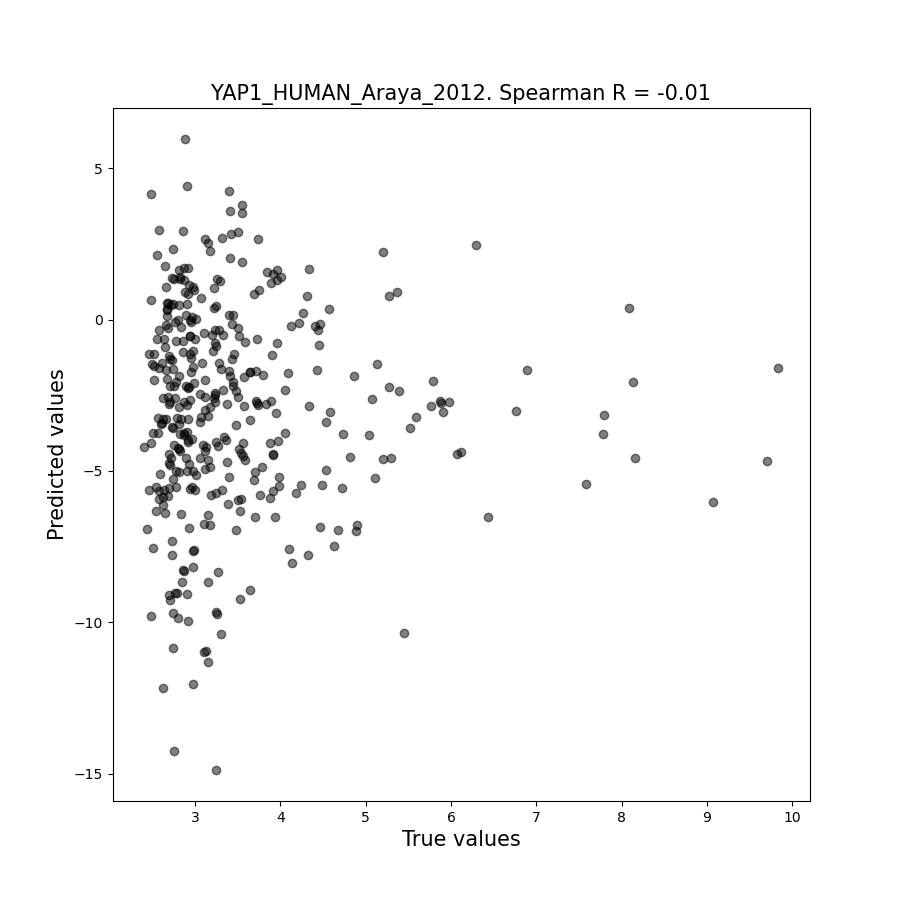 YAP1_HUMAN_Araya_2012. Spearman R = -0.01
5
0
−5
−10
−15
Predicted values
3 4 5 6 7 8 9 10
True values